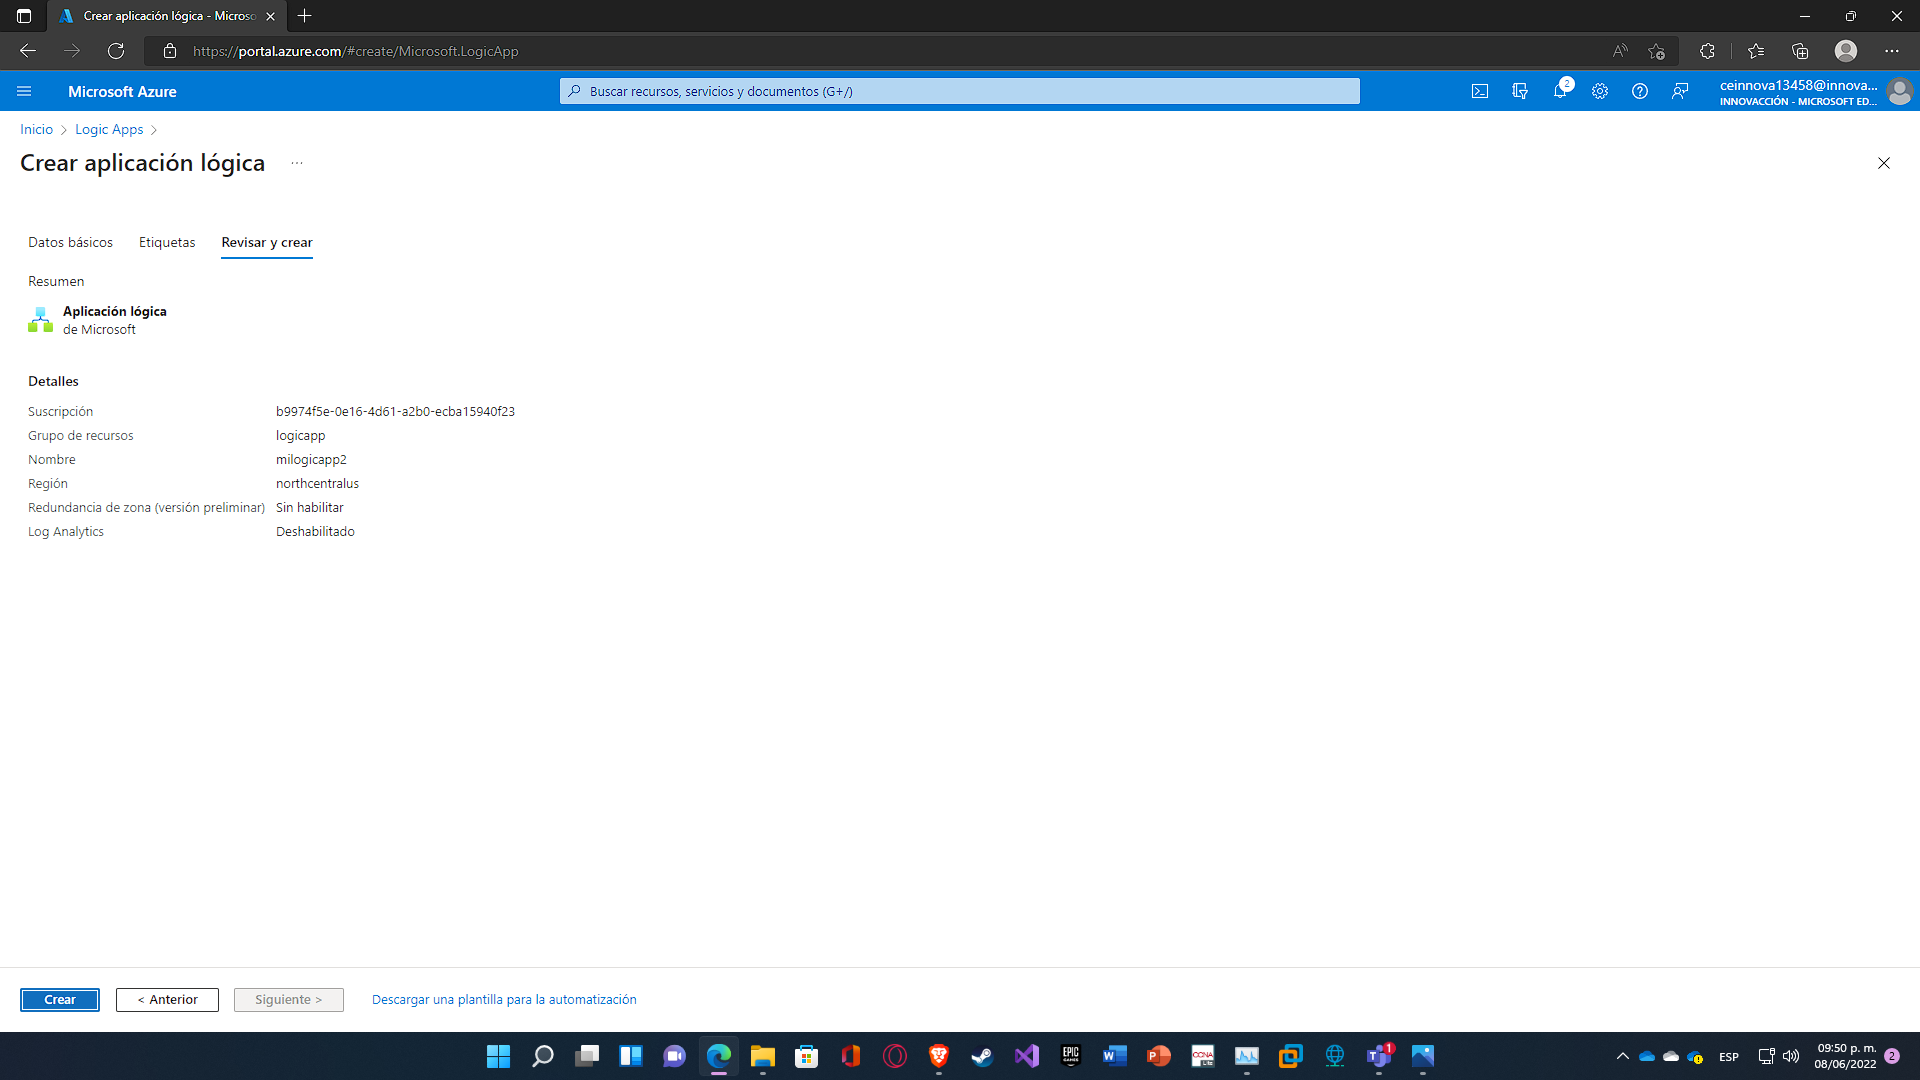 Crear aplicación lógica - Microso
https://portal.azure.com/#create/Microsoft.LogicApp
Microsoft Azure
Buscar recursos, servicios y documentos (G+/)
2
ceinnova13458@innova...
INNOVACCIÓN - MICROSOFT ED...
Inicio > Logic Apps >
Crear aplicación lógica ...
Datos básicos Etiquetas Revisar y crear
Resumen
Aplicación lógica
de Microsoft
Detalles
Suscripción b9974f5e-0e16-4d61-a2b0-ecba15940f23
Grupo de recursos logicapp
Nombre milogicapp2
Región northcentralus
Redundancia de zona (versión preliminar) Sin habilitar
Log Analytics Deshabilitado
Crear < Anterior Siguiente > Descargar una plantilla para la automatización
EPIC GAMES
CCNA
1
ESP
09:50 p. m.
08/06/2022
2